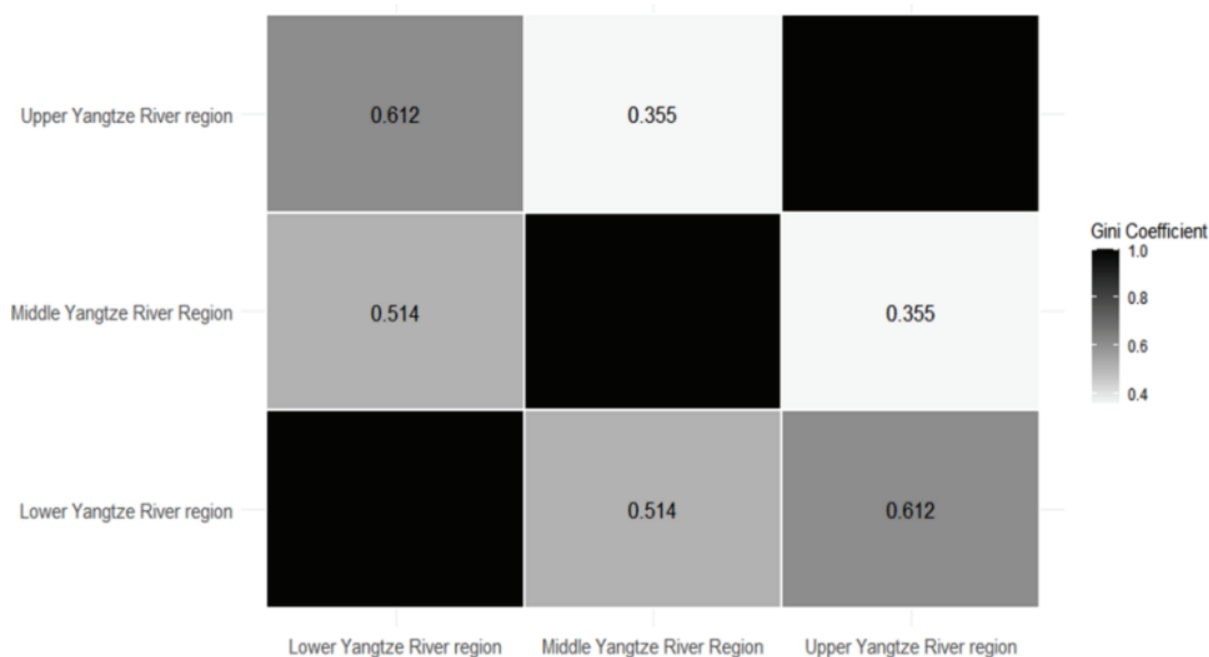 Upper Yangtze River region
0.612
0.355
Middle Yangtze River Region
0.514
0.355
Lower Yangtze River region
0.514
0.612
Lower Yangtze River region
Middle Yangtze River Region
Upper Yangtze River region
Gini Coefficient
1.0
0.8
0.6
0.4